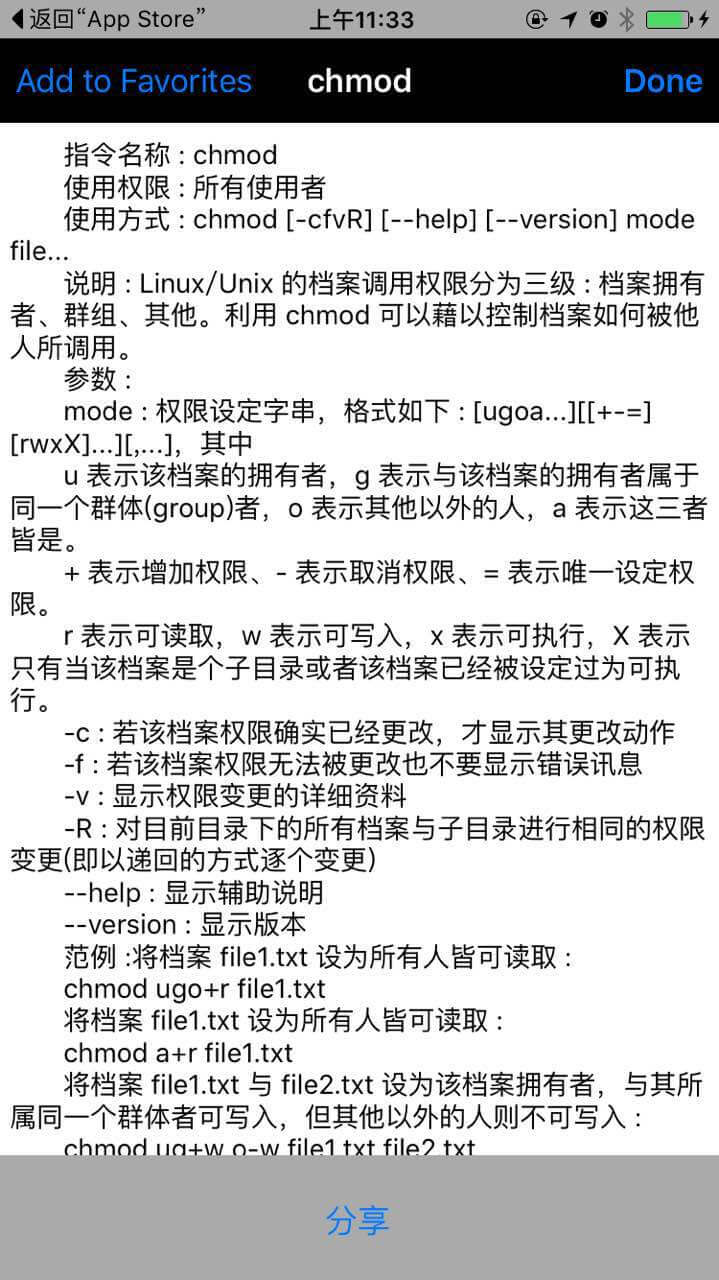 返回“App Store”
上午11:33
Add to Favorites
chmod
Done
指令名称 : chmod
使用权限 : 所有使用者
使用方式 : chmod [-cfvR] [--help] [--version] mode
file...
说明 : Linux/Unix 的档案调用权限分为三级 : 档案拥有
者、群组、其他。利用 chmod 可以藉以控制档案如何被他
人所调用。
参数 :
mode : 权限设定字串，格式如下 : [ugoa...][[+-=]
[rwxX]...][,...]，其中
u 表示该档案的拥有者，g 表示与该档案的拥有者属于
同一个群体(group)者，o 表示其他以外的人，a 表示这三者
皆是。
+ 表示增加权限、- 表示取消权限、= 表示唯一设定权
限。
r 表示可读取，w 表示可写入，x 表示可执行，X 表示
只有当该档案是个子目录或者该档案已经被设定过为可执
行。
-c : 若该档案权限确实已经更改，才显示其更改动作
-f : 若该档案权限无法被更改也不要显示错误讯息
-v : 显示权限变更的详细资料
-R : 对目前目录下的所有档案与子目录进行相同的权限
变更(即以递回的方式逐个变更)
--help : 显示辅助说明
--version : 显示版本
范例 :将档案 file1.txt 设为所有人皆可读取 :
chmod ugo+r file1.txt
将档案 file1.txt 设为所有人皆可读取 :
chmod a+r file1.txt
将档案 file1.txt 与 file2.txt 设为该档案拥有者，与其所
属同一个群体者可写入，但其他以外的人则不可写入 :
chmod ug+w,o-w file1.txt file2.txt
分享